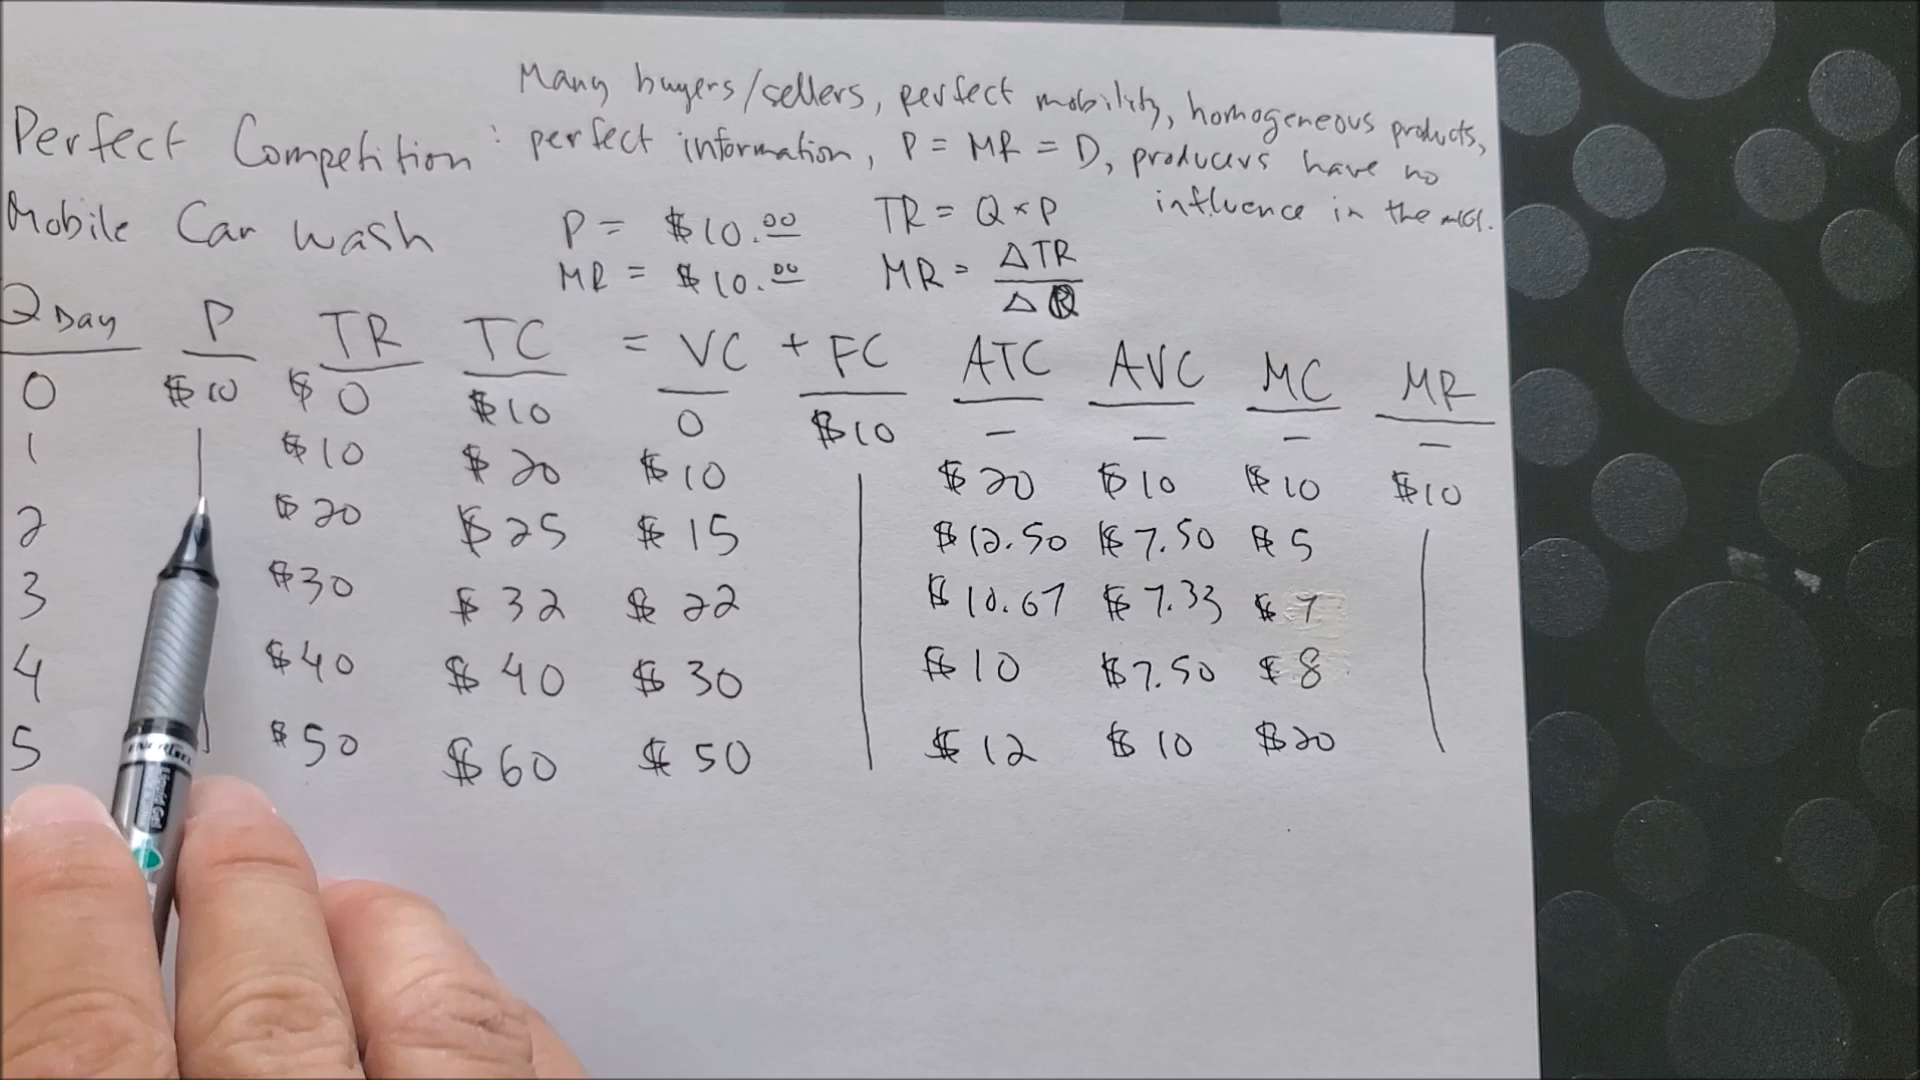 Many buyers/sellers, perfect mobility, homogeneous products,
Perfect Competition : perfect information, P = MR = D, producers have no
influence in the mkt.
Mobile Car Wash
P = $10.00 TR = Q × P
MR = $10.00 MR = ΔTR / ΔQ
Q Day P TR TC = VC + FC ATC AVC MC MR
0 $10 $0 $10 0 $10 — — — —
1 $10 $20 $10 $20 $10 $10 $10
2 $20 $25 $15 $12.50 $7.50 $5
3 $30 $32 $22 $10.67 $7.33 $7
4 $40 $40 $30 $10 $7.50 $8
5 $50 $60 $50 $12 $10 $20